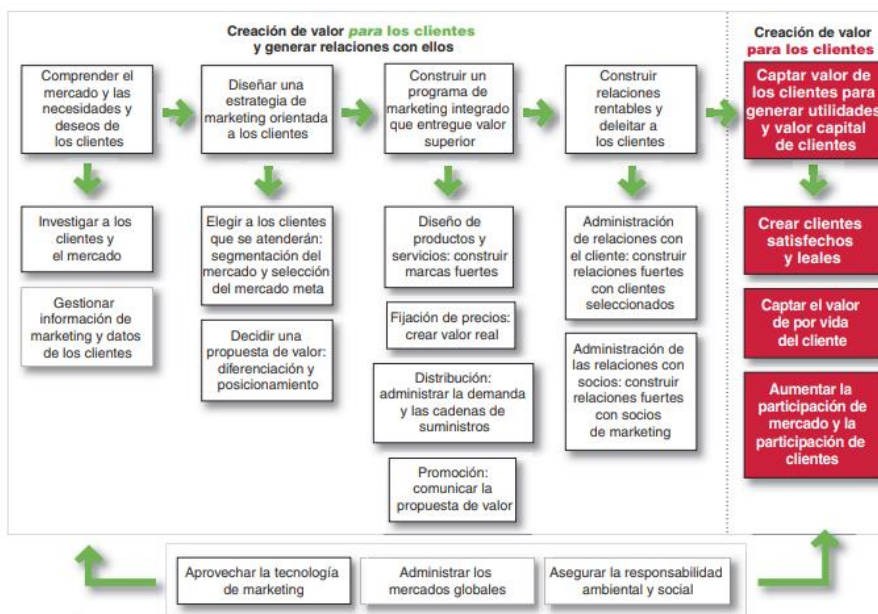 Creación de valor para los clientes
y generar relaciones con ellos
Creación de valor
para los clientes
Comprender el
mercado y las
necesidades y
deseos de
los clientes
Diseñar una
estrategia de
marketing orientada
a los clientes
Construir un
programa de
marketing integrado
que entregue valor
superior
Construir
relaciones
rentables y
deleitar a
los clientes
Captar valor de
los clientes para
generar utilidades
y valor capital
de clientes
Investigar a los
clientes y
el mercado
Gestionar
información de
marketing y datos
de los clientes
Elegir a los clientes
que se atenderán:
segmentación del
mercado y selección
del mercado meta
Decidir una
propuesta de valor:
diferenciación y
posicionamiento
Diseño de
productos y
servicios: construir
marcas fuertes
Fijación de precios:
crear valor real
Distribución:
administrar la demanda
y las cadenas de
suministros
Promoción:
comunicar la
propuesta de valor
Administración
de relaciones con
el cliente: construir
relaciones fuertes
con clientes
seleccionados
Administración de
las relaciones con
socios: construir
relaciones fuertes
con socios
de marketing
Crear clientes
satisfechos
y leales
Captar el valor
de por vida
del cliente
Aumentar la
participación de
mercado y la
participación de
clientes
Aprovechar la tecnología
de marketing
Administrar los
mercados globales
Asegurar la responsabilidad
ambiental y social